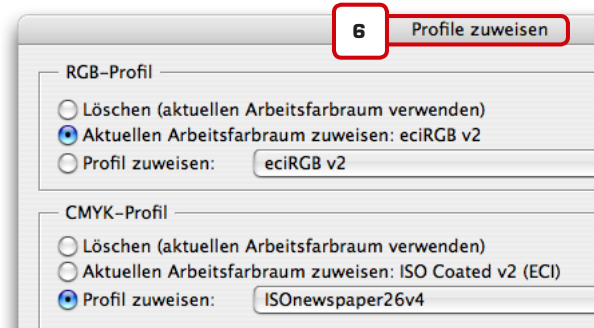 6 Profile zuweisen
RGB-Profil
Löschen (aktuellen Arbeitsfarbraum verwenden)
Aktuellen Arbeitsfarbraum zuweisen: eciRGB v2
Profil zuweisen: eciRGB v2
CMYK-Profil
Löschen (aktuellen Arbeitsfarbraum verwenden)
Aktuellen Arbeitsfarbraum zuweisen: ISO Coated v2 (ECI)
Profil zuweisen: ISOnewspaper26v4